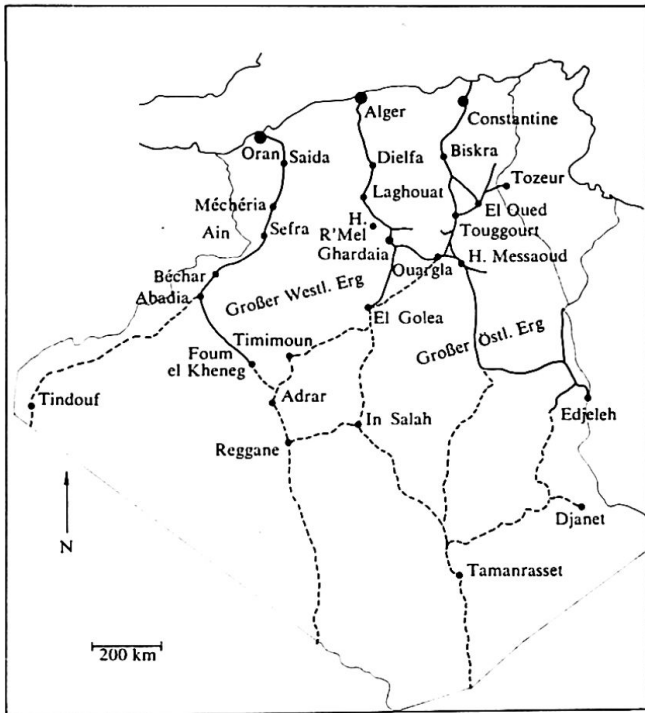 Alger
Constantine
Oran
Saida
Dielfa
Biskra
Tozeur
Laghouat
Méchéria
El Oued
Ain
Sefra
H.
R'Mel
Touggourt
Ghardaia
H. Messaoud
Ouargla
Béchar
Abadia
Großer Westl. Erg
El Golea
Timimoun
Großer Östl. Erg
Foum
el Kheneg
Tindouf
Adrar
In Salah
Edjeleh
Reggane
Djanet
N
Tamanrasset
200 km